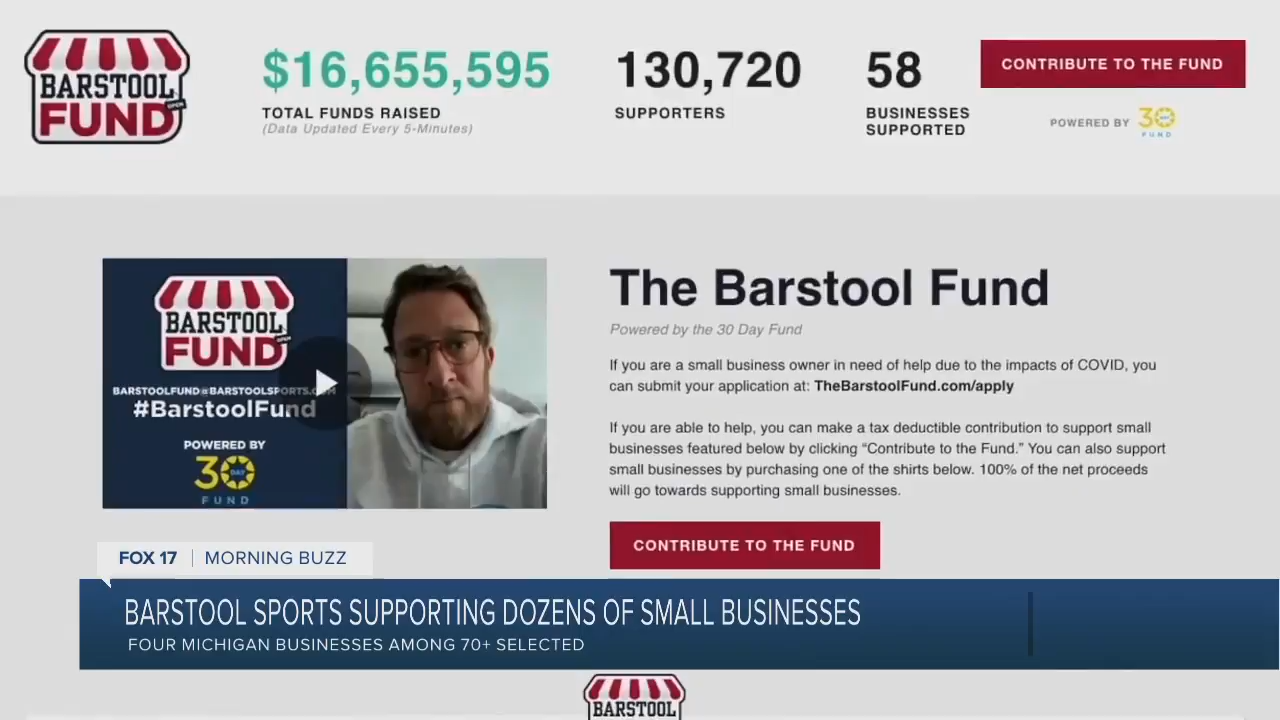 BARSTOOL
FUND
OPEN
$16,655,595
TOTAL FUNDS RAISED
(Data Updated Every 5-Minutes)
130,720
SUPPORTERS
58
BUSINESSES
SUPPORTED
CONTRIBUTE TO THE FUND
POWERED BY 30
FUND
BARSTOOL
FUND
OPEN
BARSTOOLFUND@BARSTOOLSPORTS.COM
#BarstoolFund
POWERED BY
30
DAY
FUND
The Barstool Fund
Powered by the 30 Day Fund
If you are a small business owner in need of help due to the impacts of COVID, you
can submit your application at: TheBarstoolFund.com/apply
If you are able to help, you can make a tax deductible contribution to support small
businesses featured below by clicking “Contribute to the Fund.” You can also support
small businesses by purchasing one of the shirts below. 100% of the net proceeds
will go towards supporting small businesses.
CONTRIBUTE TO THE FUND
FOX 17 | MORNING BUZZ
BARSTOOL SPORTS SUPPORTING DOZENS OF SMALL BUSINESSES
FOUR MICHIGAN BUSINESSES AMONG 70+ SELECTED
BARSTOOL